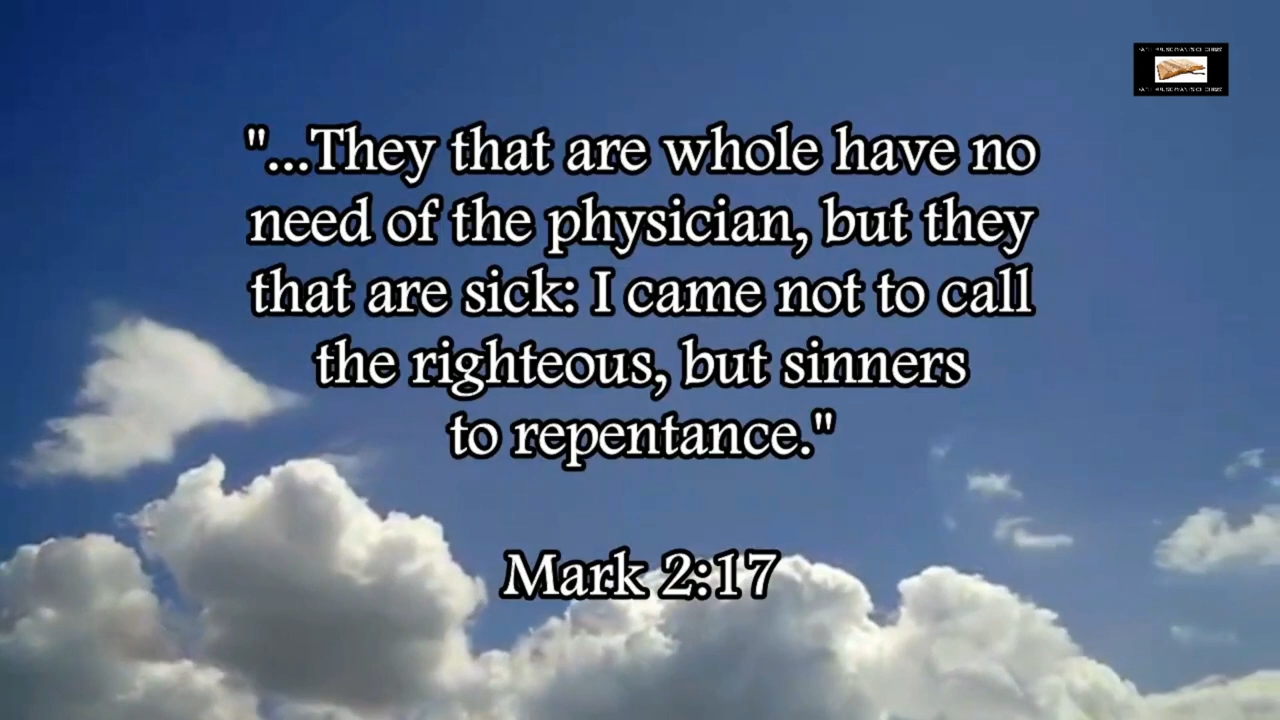 "...They that are whole have no
need of the physician, but they
that are sick: I came not to call
the righteous, but sinners
to repentance."
Mark 2:17